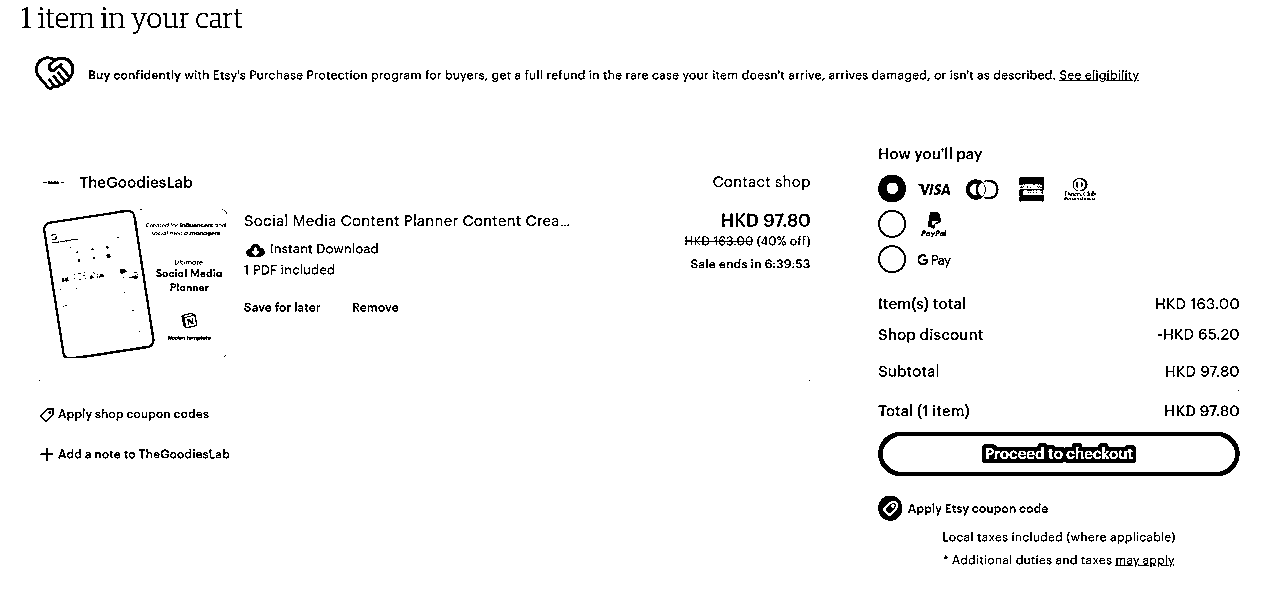 1 item in your cart
Buy confidently with Etsy's Purchase Protection program for buyers, get a full refund in the rare case your item doesn't arrive, arrives damaged, or isn't as described. See eligibility
TheGoodiesLab
Contact shop
Created for influencers and
social media managers
Ultimate
Social Media
Planner
Notion template
Social Media Content Planner Content Crea...
Instant Download
1 PDF included
Save for later Remove
HKD 97.80
HKD 163.00 (40% off)
Sale ends in 6:39:53
Apply shop coupon codes
+ Add a note to TheGoodiesLab
How you'll pay
VISA
PayPal
G Pay
Item(s) total HKD 163.00
Shop discount -HKD 65.20
Subtotal HKD 97.80
Total (1 item) HKD 97.80
Proceed to checkout
Apply Etsy coupon code
Local taxes included (where applicable)
* Additional duties and taxes may apply